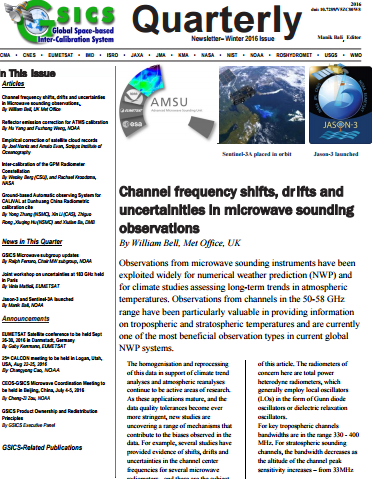 GSICS
Global Space-based
Inter-Calibration System
Quarterly
Newsletter– Winter 2016 Issue
2016
Manik Bali Editor
CMA • CNES • EUMETSAT • IMD • ISRO • JAXA • JMA • KMA • NASA • NIST • NOAA • ROSHYDROMET • USGS • WMO
n This Issue
Articles
Channel frequency shifts, drifts and uncertainties
in Microwave sounding observations,
By William Bell, UK Met Office
Reflector emission correction for ATMS calibration
By Hu Yang and Fuzhong Weng, NOAA
Empirical correction of satellite cloud records
By Joel Norris and Amato Evan, Scripps Institute of
Oceanography
Inter-calibration of the GPM Radiometer
Constellation
By Wesley Berg (CSU), and Rachael Kroodsma,
NASA
Ground-based Automatic observing System for
CALIVAL at Dunhuang China Radiometric
calibration site
By Yong Zhang (NSMC), Xin Li (CAS), Zhiguo
Rong ,Xiuqing Hu(NSMC) and Xiutian Ba, DMB
News in This Quarter
GSICS Microwave subgroup updates
By Ralph Ferraro, Chair MW subgroup, NOAA
Joint workshop on uncertainties at 183 GHz held
in Paris
By Viola Mattioli, EUMETSAT
Jason-3 and Sentinel-3A launched
By Manik Bali, NOAA
Announcements
EUMETSAT Satellite conference to be held Sept
26-30, 2016 in Darmstadt, Germany
By Gaby Kermann, EUMETSAT
25th CALCON meeting to held in Logan, Utah,
USA, Aug 22-25, 2016
By Changyong Cao, NOAA
CEOS-GSICS Microwave Coordination Meeting to
be held in Beijing, China, July 4-5, 2016
By Cheng-Zi Zou, NOAA
GSICS Product Ownership and Redistribution
Principles
By GSICS Executive Panel
GSICS-Related Publications
AMSU
Advanced Microwave Sounding Unit
esa
JASON-3
Sentinel-3A placed in orbit
Jason-3 launched
Channel frequency shifts, drifts and
uncertainities in microwave sounding
observations
By William Bell, Met Office, UK
Observations from microwave sounding instruments have been
exploited widely for numerical weather prediction (NWP) and
for climate studies assessing long-term trends in atmospheric
temperatures. Observations from channels in the 50-58 GHz
range have been particularly valuable in providing information
on tropospheric and stratospheric temperatures and are currently
one of the most beneficial observation types in current global
NWP systems.
The homogenisation and reprocessing
of this data in support of climate trend
analyses and atmospheric reanalyses
continue to be active areas of research.
As these applications mature, and the
data quality tolerances become ever
more stringent, new studies are
uncovering a range of mechanisms that
contribute to the biases observed in the
data. For example, several studies have
provided evidence of shifts, drifts and
uncertainties in the channel center
frequencies for several microwave
of this article. The radiometers of
concern here are total power
heterodyne radiometers, which
generally employ local oscillators
(LOs) in the form of Gunn diode
oscillators or dielectric relaxation
oscillators.
For key tropospheric channels
bandwidths are in the range 330 - 400
MHz. For stratospheric sounding
channels, the bandwidth decreases as
the altitude of the channel peak
sensitivity increases – from 33MHz